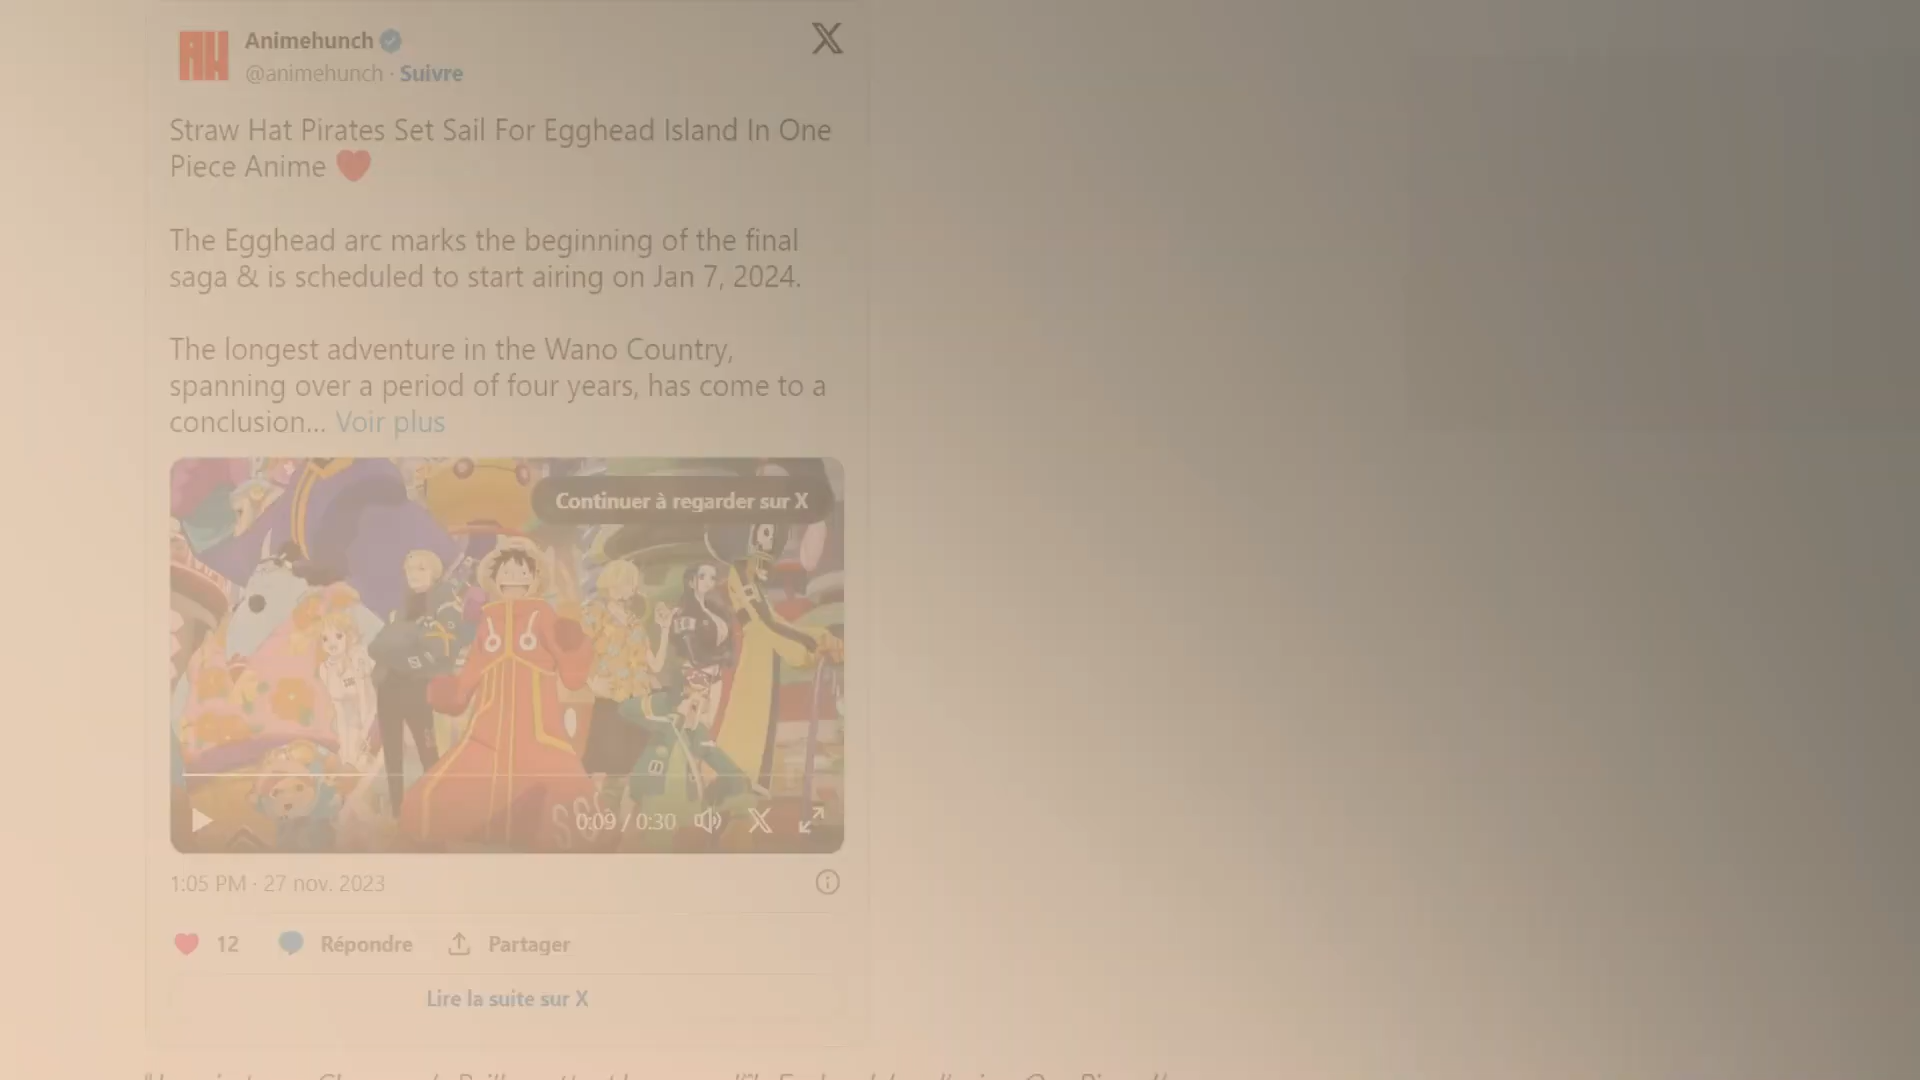 Animehunch
@animehunch · Suivre
Straw Hat Pirates Set Sail For Egghead Island In One
Piece Anime ❤️
The Egghead arc marks the beginning of the final
saga & is scheduled to start airing on Jan 7, 2024.
The longest adventure in the Wano Country,
spanning over a period of four years, has come to a
conclusion... Voir plus
Continuer à regarder sur X
0:09 / 0:30
1:05 PM · 27 nov. 2023
12 Répondre Partager
Lire la suite sur X